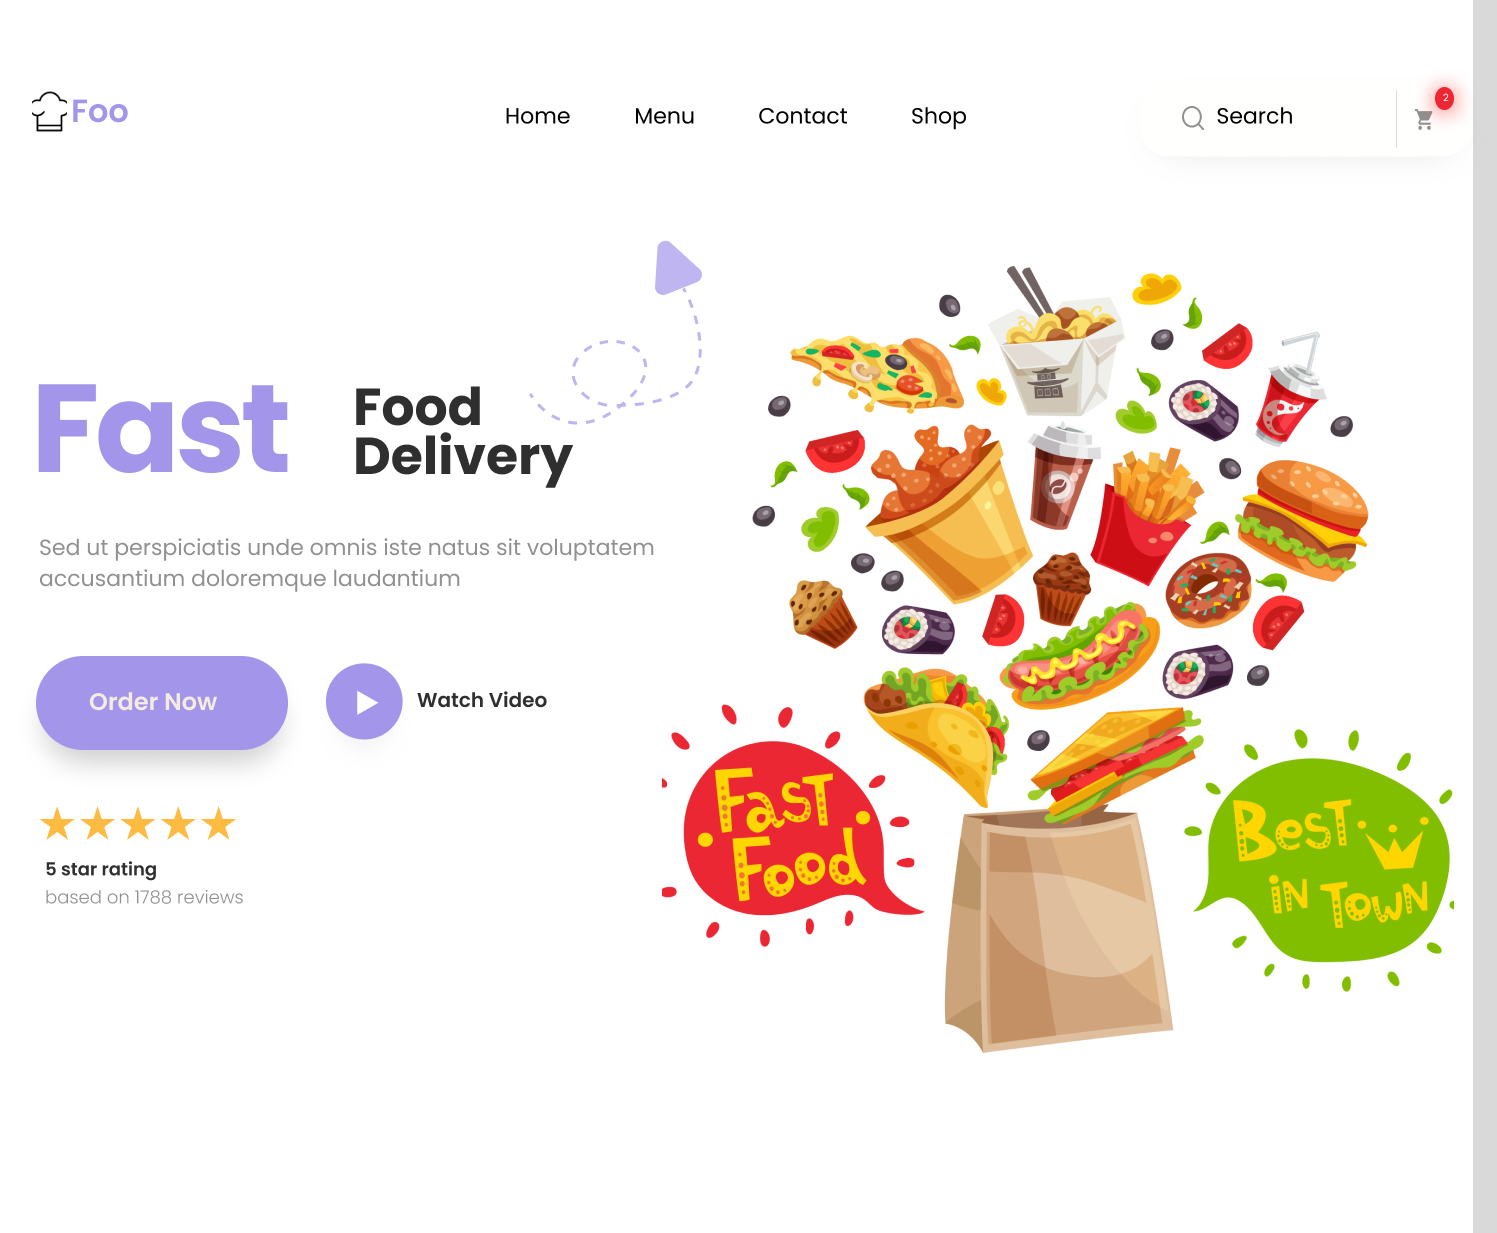 Foo
Home Menu Contact Shop
Search
2
Fast
Food
Delivery
Sed ut perspiciatis unde omnis iste natus sit voluptatem
accusantium doloremque laudantium
Order Now
Watch Video
5 star rating
based on 1788 reviews
FasT
Food
BesT
iN TowN